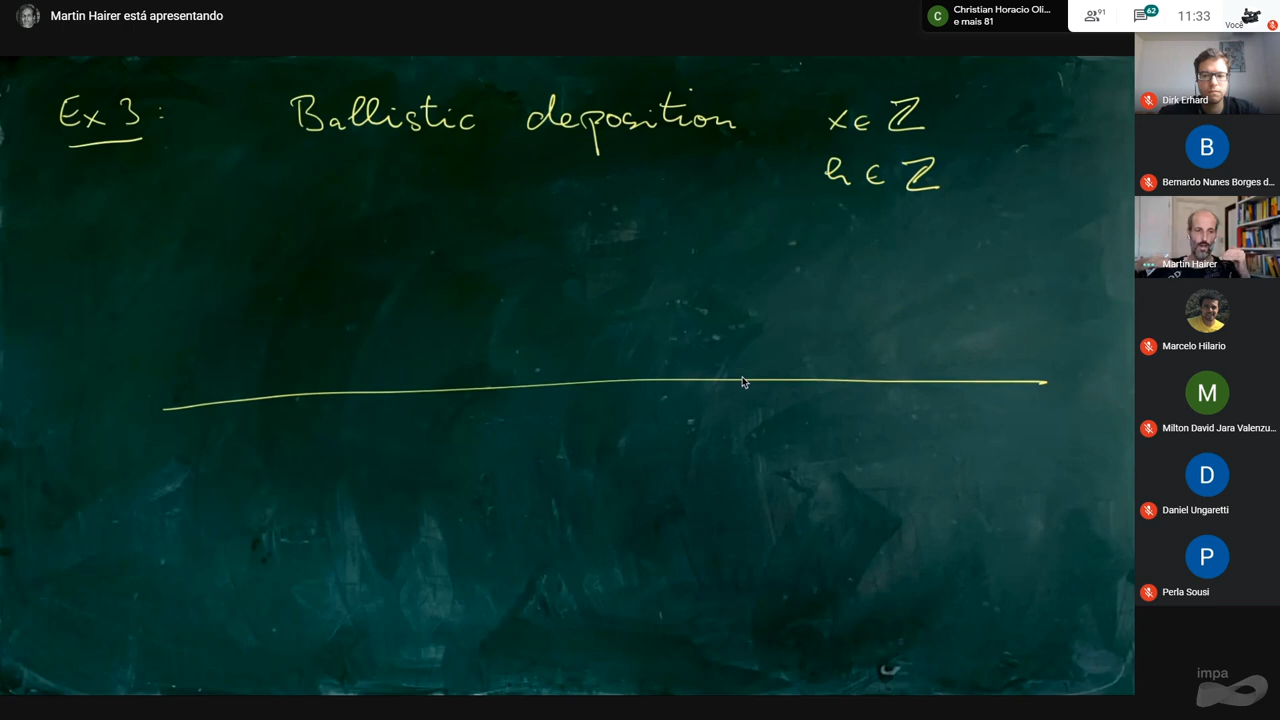 Martin Hairer está apresentando
Christian Horacio Oli...
e mais 81
C
91
62
11:33
Você
Ex 3: Ballistic deposition x ∈ ℤ
h ∈ ℤ
Dirk Erhard
B
Bernardo Nunes Borges d...
Martin Hairer
Marcelo Hilario
M
Milton David Jara Valenzu...
D
Daniel Ungaretti
P
Perla Sousi
impa